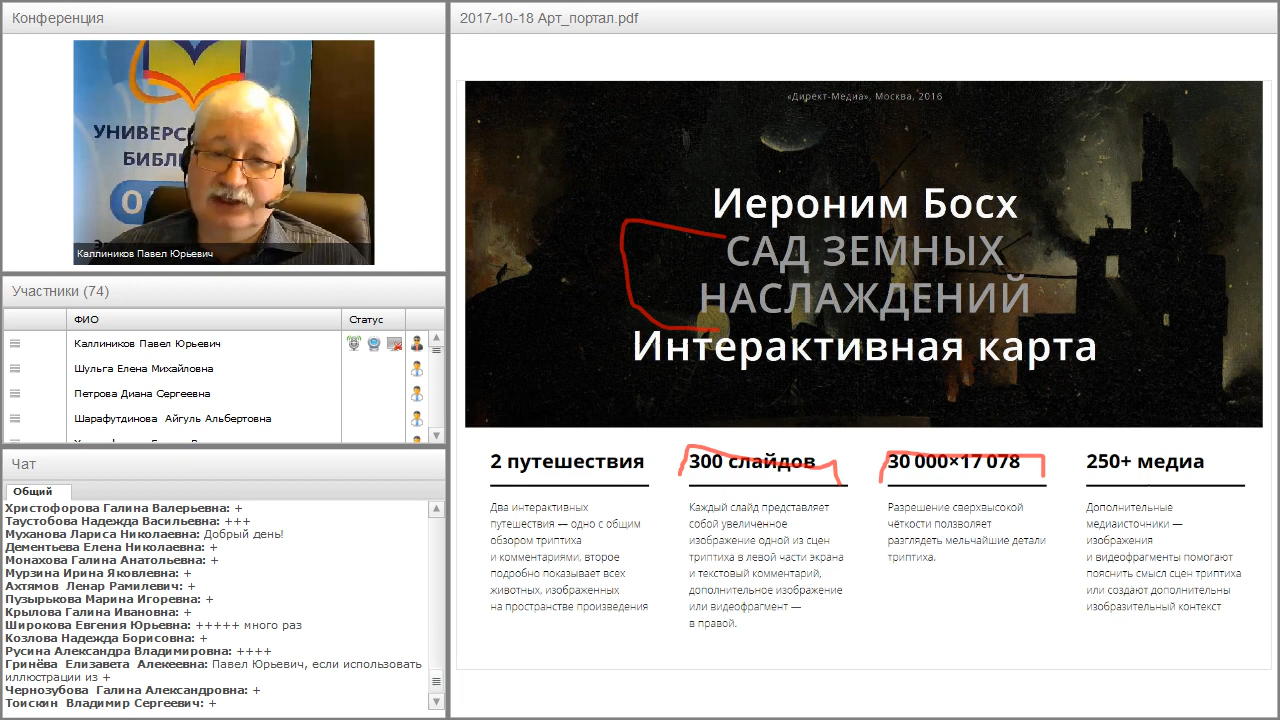 Конференция
УНИВЕРС
БИБЛИ
Каллиников Павел Юрьевич
Участники (74)
ФИО
Статус
Каллиников Павел Юрьевич
Шульга Елена Михайловна
Петрова Диана Сергеевна
Шарафутдинова Айгуль Альбертовна
Чат
Общий
Христофорова Галина Валерьевна: +
Таустобова Надежда Васильевна: +++
Муханова Лариса Николаевна: Добрый день!
Дементьева Елена Николаевна: +
Монахова Галина Анатольевна: +
Мурзина Ирина Яковлевна: +
Ахтямов Ленар Рамилевич: +
Пузырькова Марина Игоревна: +
Крылова Галина Ивановна: +
Широкова Евгения Юрьевна: +++++ много раз
Козлова Надежда Борисовна: +
Русина Александра Владимировна: ++++
Гринёва Елизавета Алекеевна: Павел Юрьевич, если использовать
иллюстрации из +
Чернозубова Галина Александровна: +
Тоискин Владимир Сергеевич: +
2017-10-18 Арт_портал.pdf
«Директ-Медиа», Москва, 2016
Иероним Босх
САД ЗЕМНЫХ
НАСЛАЖДЕНИЙ
Интерактивная карта
2 путешествия
Два интерактивных
путешествия — одно с общим
обзором триптиха
и комментариями, второе
подробно показывает всех
животных, изображенных
на пространстве произведения
300 слайдов
Каждый слайд представляет
собой увеличенное
изображение одной из сцен
триптиха в левой части экрана
и текстовый комментарий,
дополнительное изображение
или видеофрагмент —
в правой.
30 000×17 078
Разрешение сверхвысокой
чёткости ползволяет
разглядеть мельчайшие детали
триптиха.
250+ медиа
Дополнительные
медиаисточники —
изображения
и видеофрагменты помогают
пояснить смысл сцен триптиха
или создают дополнительны
изобразительный контекст